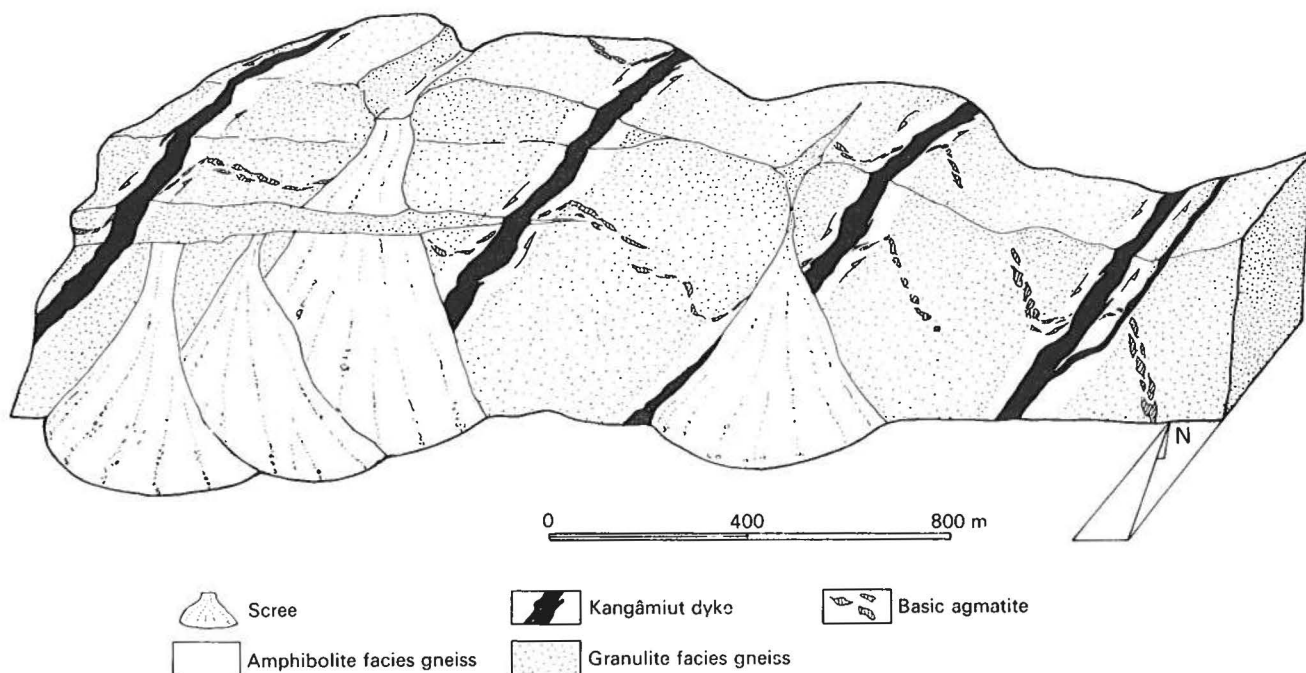 N
0 400 800 m
Scree
Kangâmiut dyke
Basic agmatite
Amphibolite facies gneiss
Granulite facies gneiss